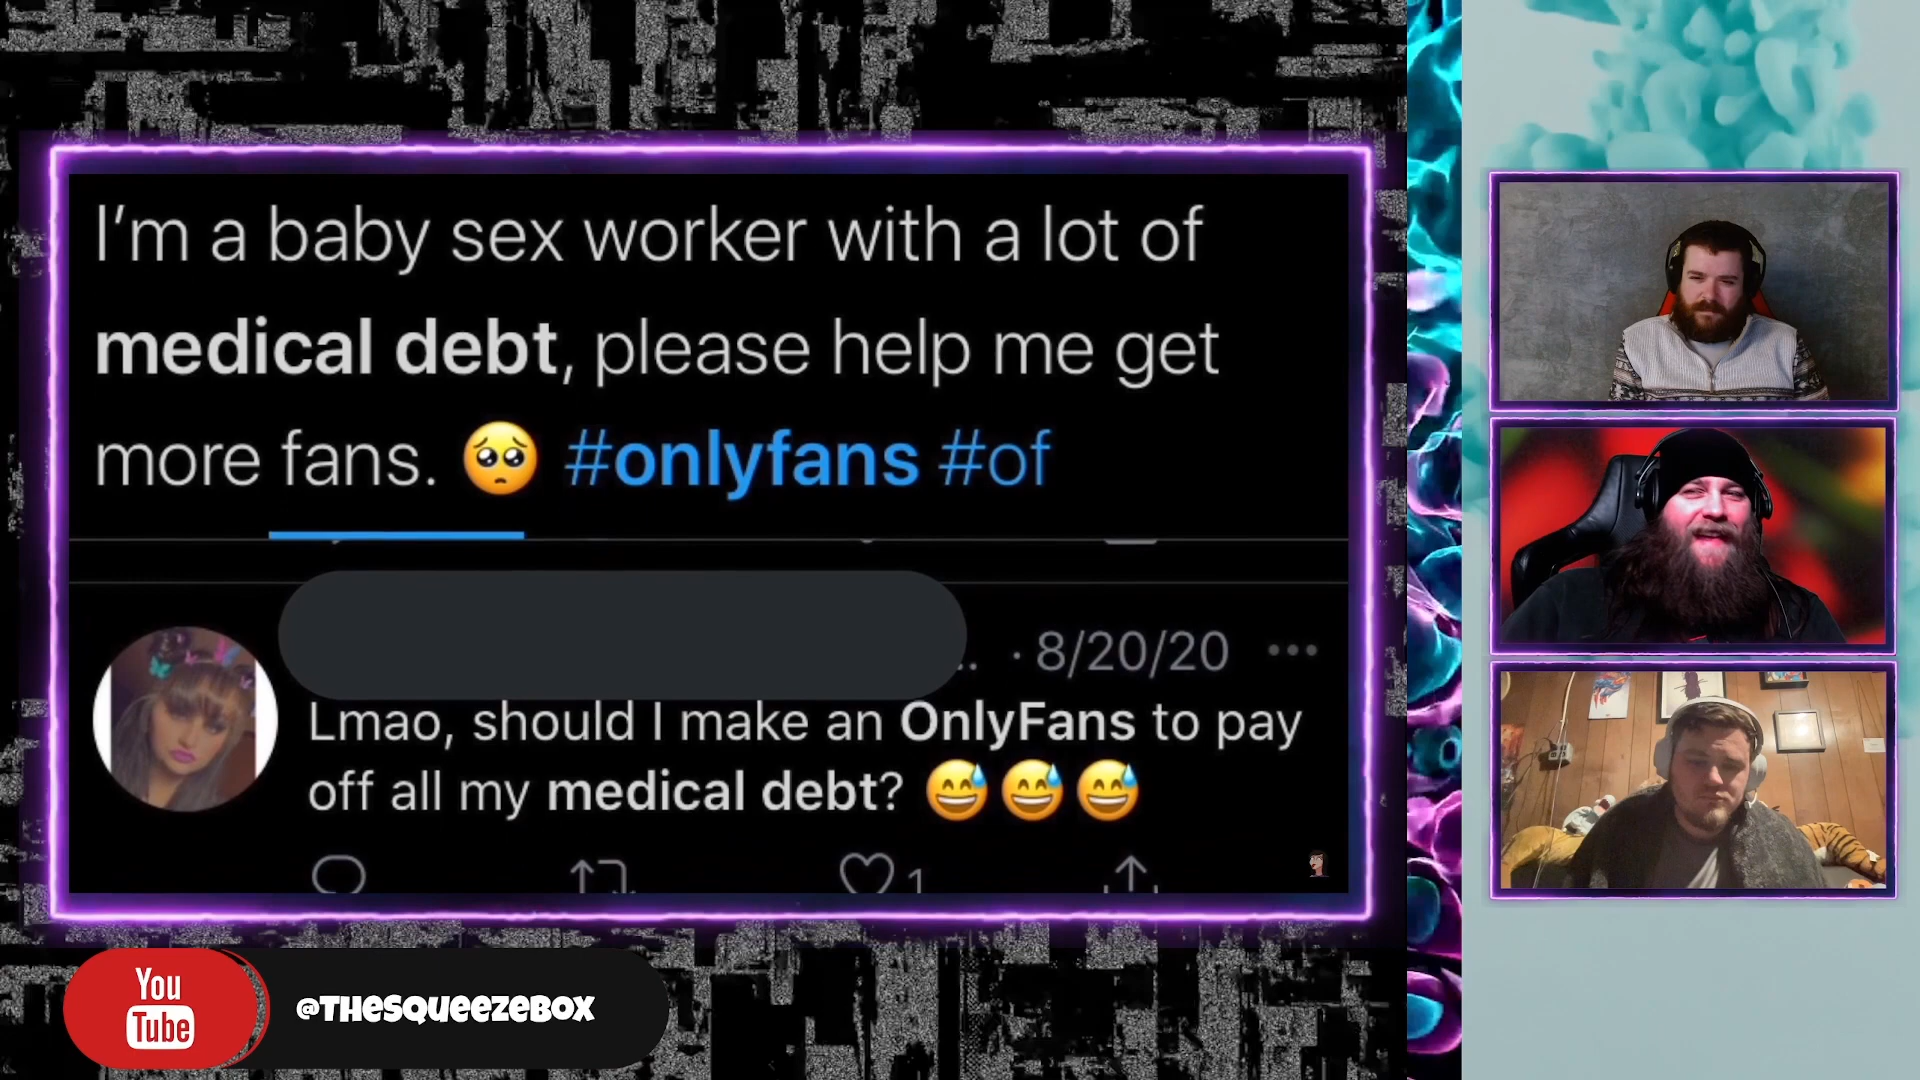 I'm a baby sex worker with a lot of
medical debt, please help me get
more fans. 🥺 #onlyfans #of
.. · 8/20/20 •••
Lmao, should I make an OnlyFans to pay
off all my medical debt? 😅 😅 😅
1
You
Tube
@THESQUEEZEBOX